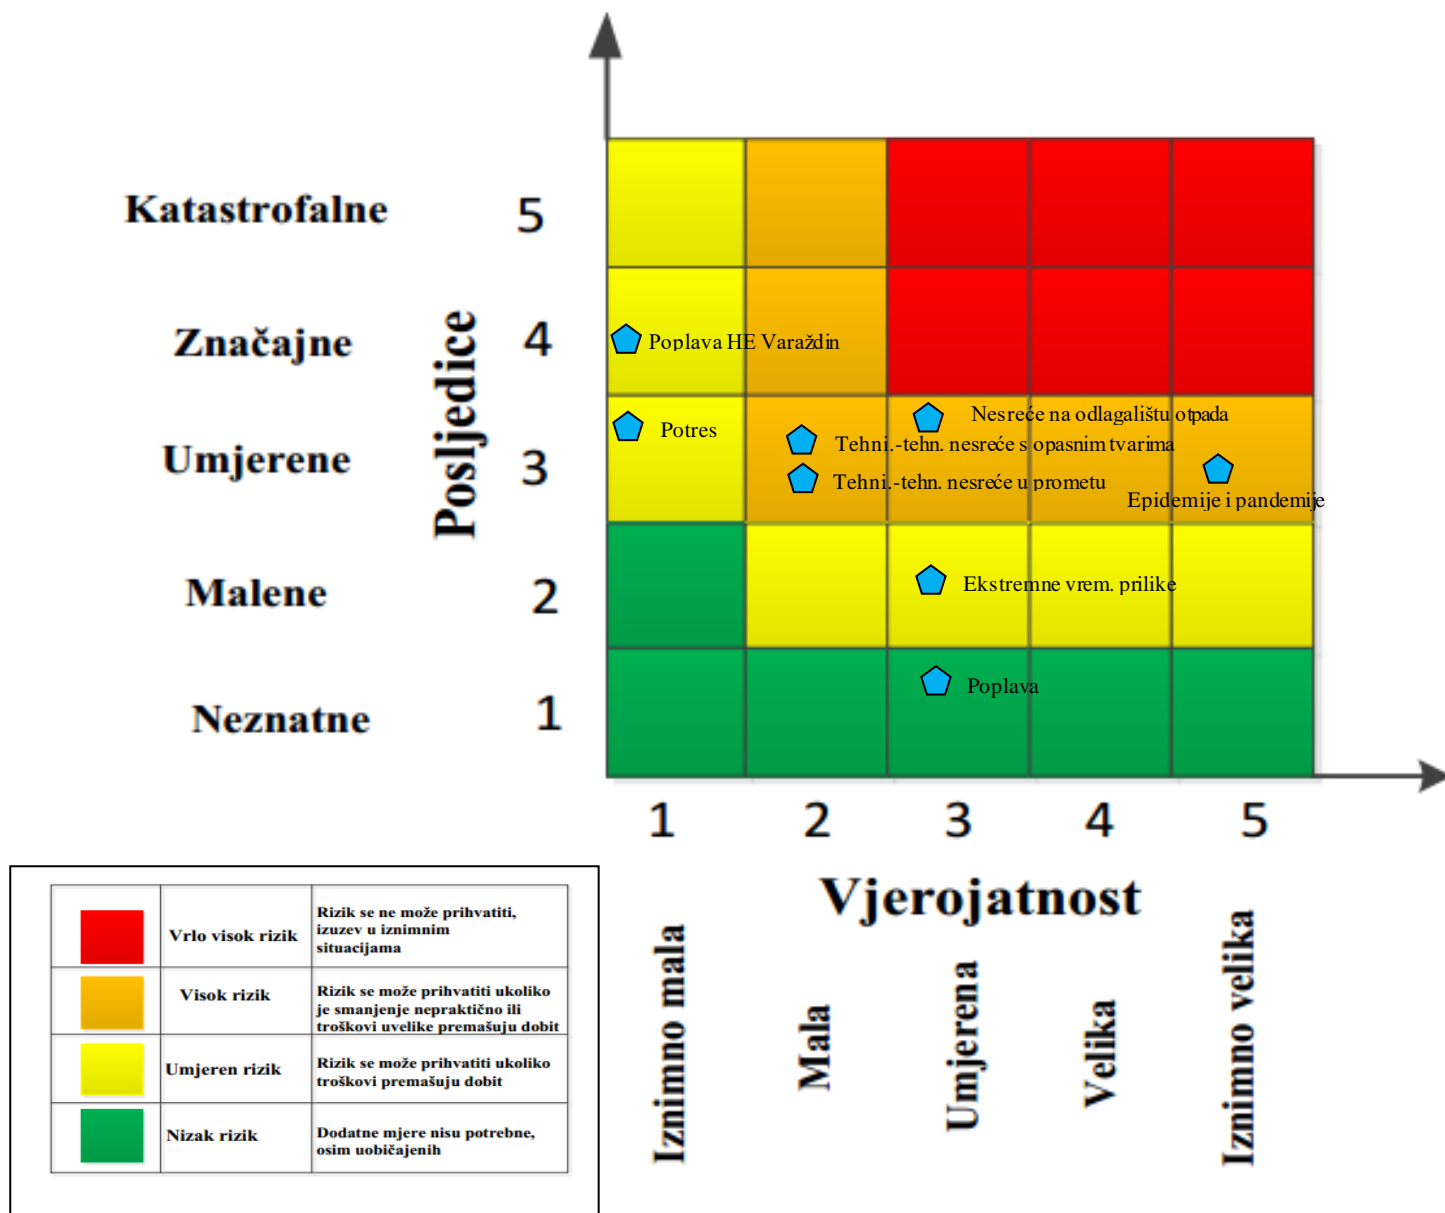 Katastrofalne
5
Značajne
4
Poplava HE Varaždin
Posljedice
Umjerene
3
Potres
Nesreće na odlagalištu otpada
Tehni.-tehn. nesreće s opasnim tvarima
Tehni.-tehn. nesreće u prometu
Epidemije i pandemije
Malene
2
Ekstremne vrem. prilike
Neznatne
1
Poplava
1 2 3 4 5
Vjerojatnost
Iznimno mala
Mala
Umjerena
Velika
Iznimno velika
Vrlo visok rizik
Rizik se ne može prihvatiti,
izuzev u iznimnim
situacijama
Visok rizik
Rizik se može prihvatiti ukoliko
je smanjenje nepraktično ili
troškovi uvelike premašuju dobit
Umjeren rizik
Rizik se može prihvatiti ukoliko
troškovi premašuju dobit
Nizak rizik
Dodatne mjere nisu potrebne,
osim uobičajenih